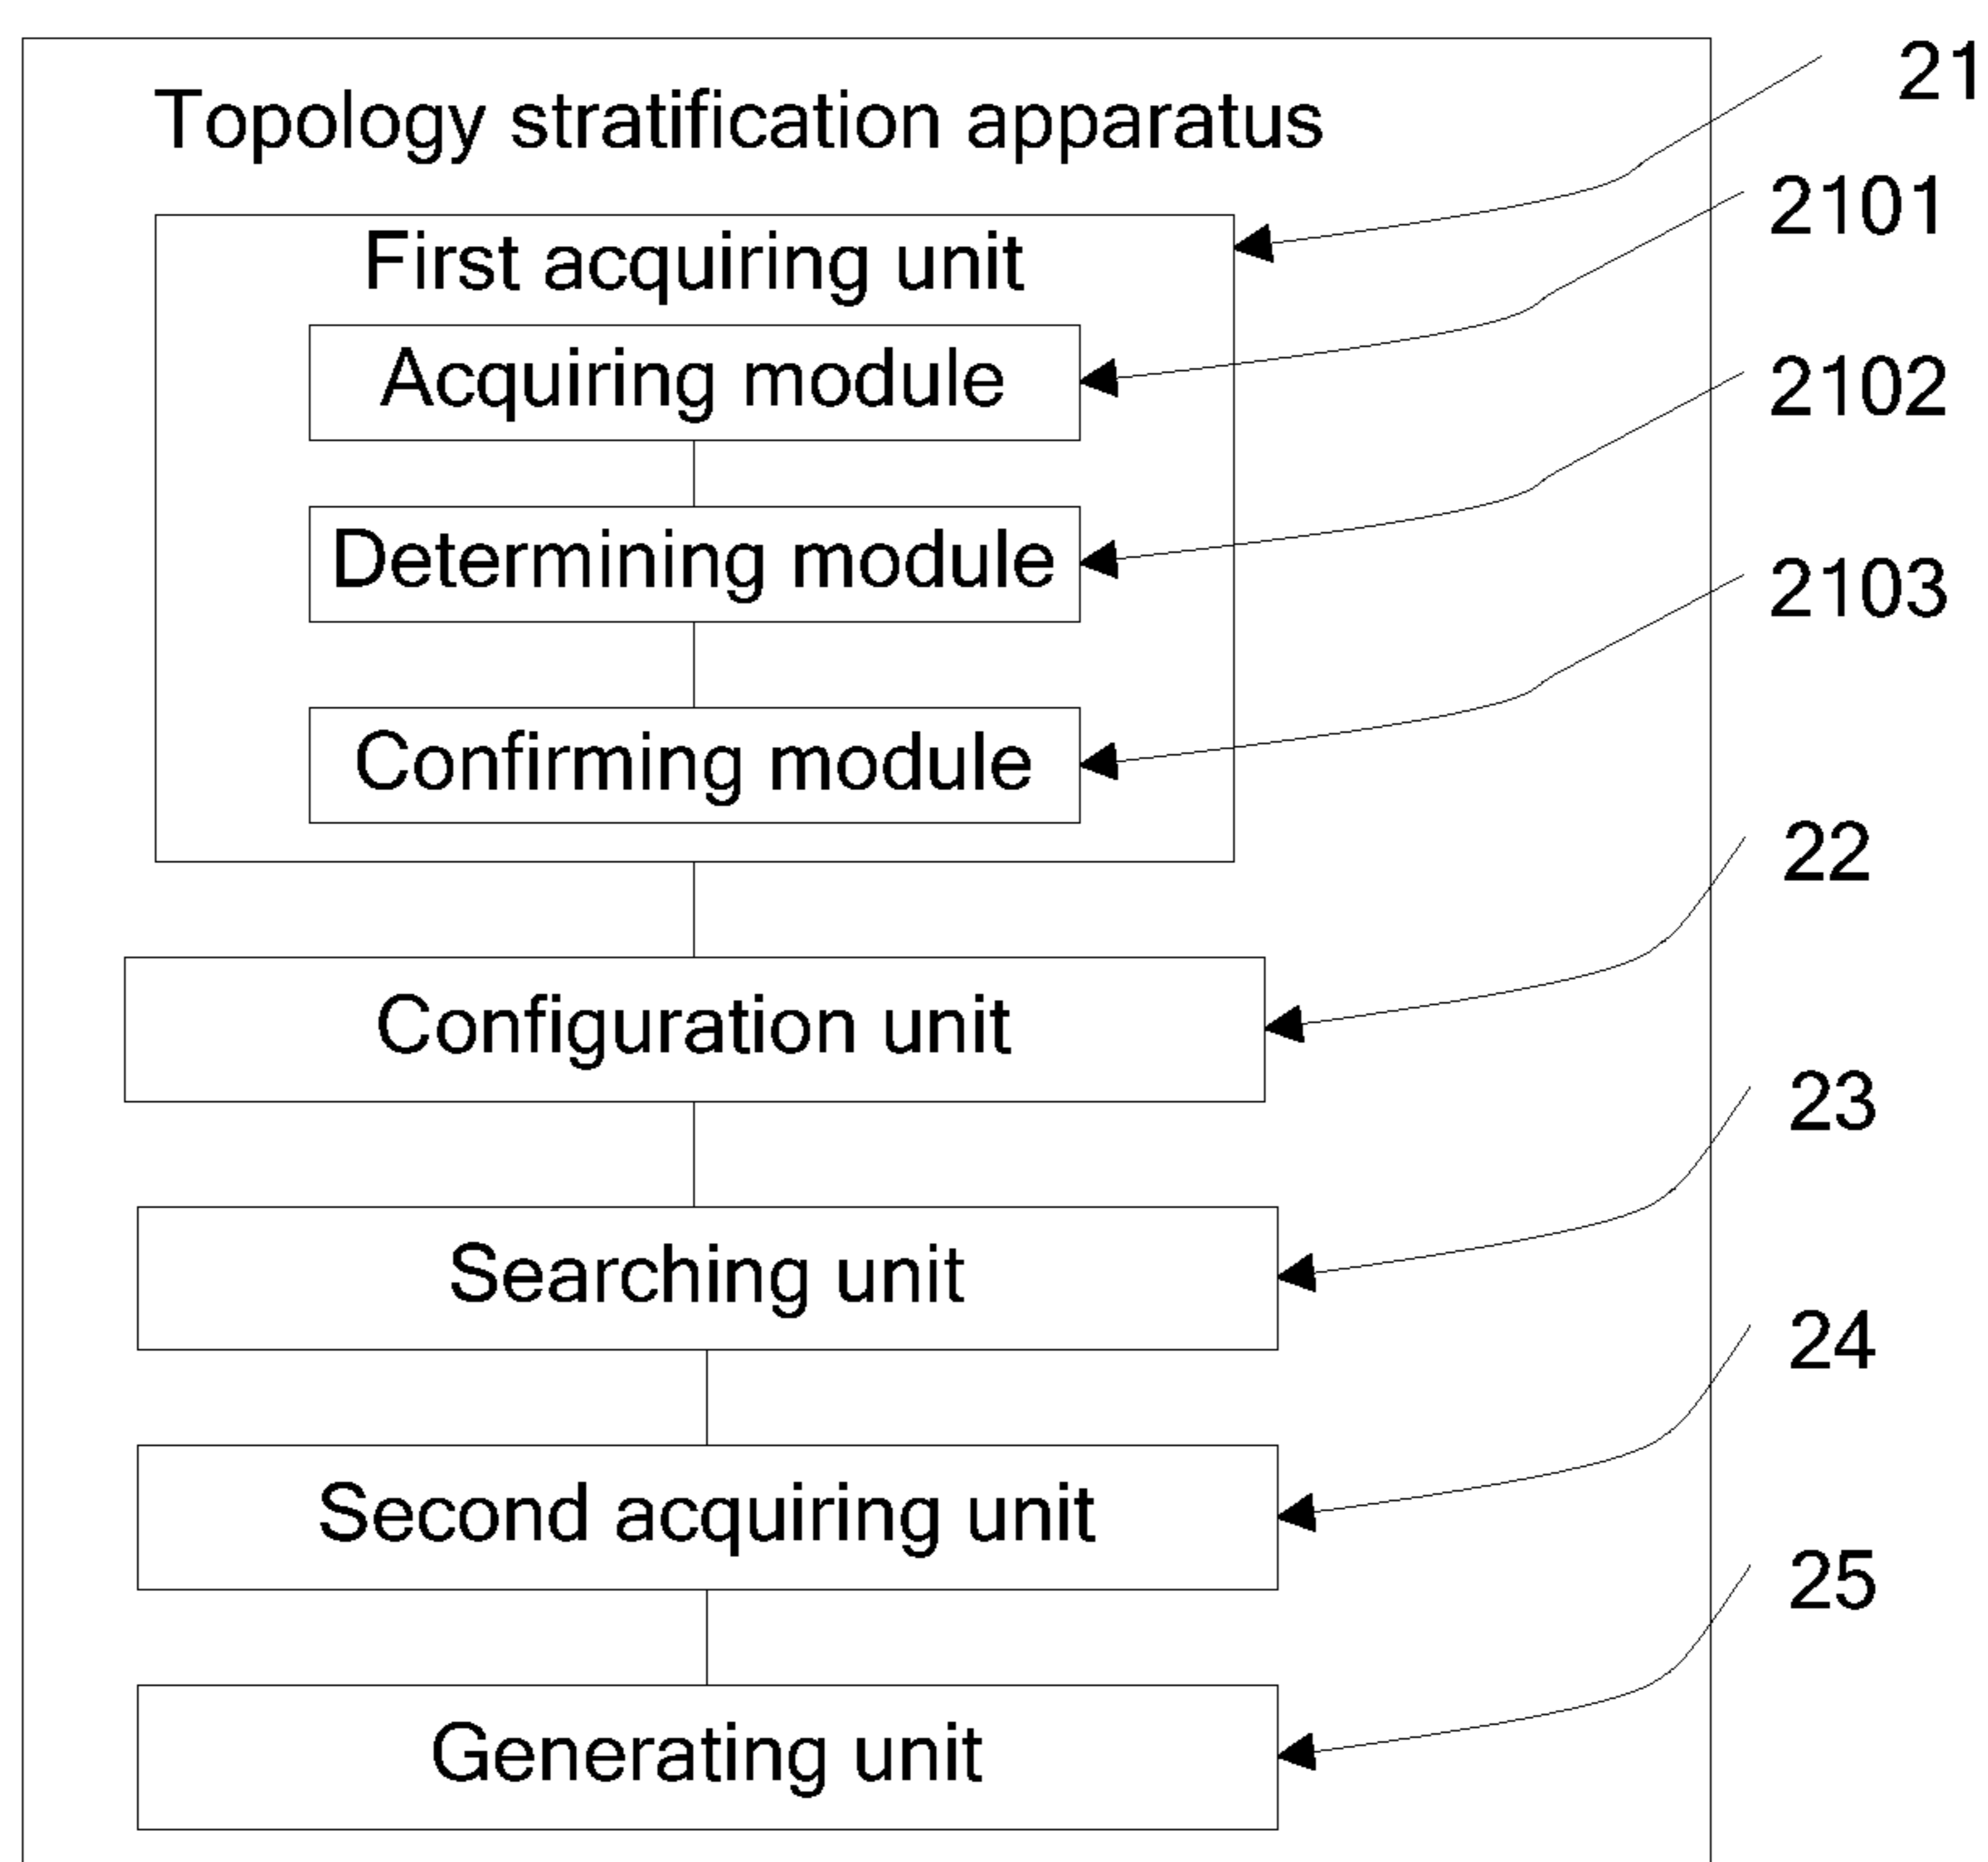 Topology stratification apparatus
21
First acquiring unit
2101
Acquiring module
2102
Determining module
2103
Confirming module
22
Configuration unit
23
Searching unit
24
Second acquiring unit
25
Generating unit